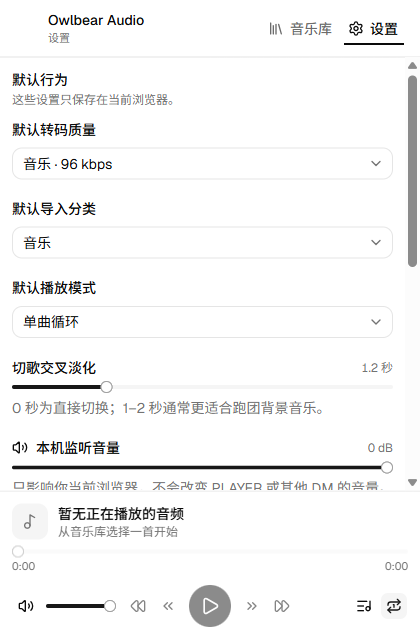 Owlbear Audio
设置
音乐库
设置
默认行为
这些设置只保存在当前浏览器。
默认转码质量
音乐 · 96 kbps
默认导入分类
音乐
默认播放模式
单曲循环
切歌交叉淡化
1.2 秒
0 秒为直接切换；1–2 秒通常更适合跑团背景音乐。
本机监听音量
0 dB
只影响你当前浏览器，不会改变 PLAYER 或其他 DM 的音量。
暂无正在播放的音频
从音乐库选择一首开始
0:00
0:00